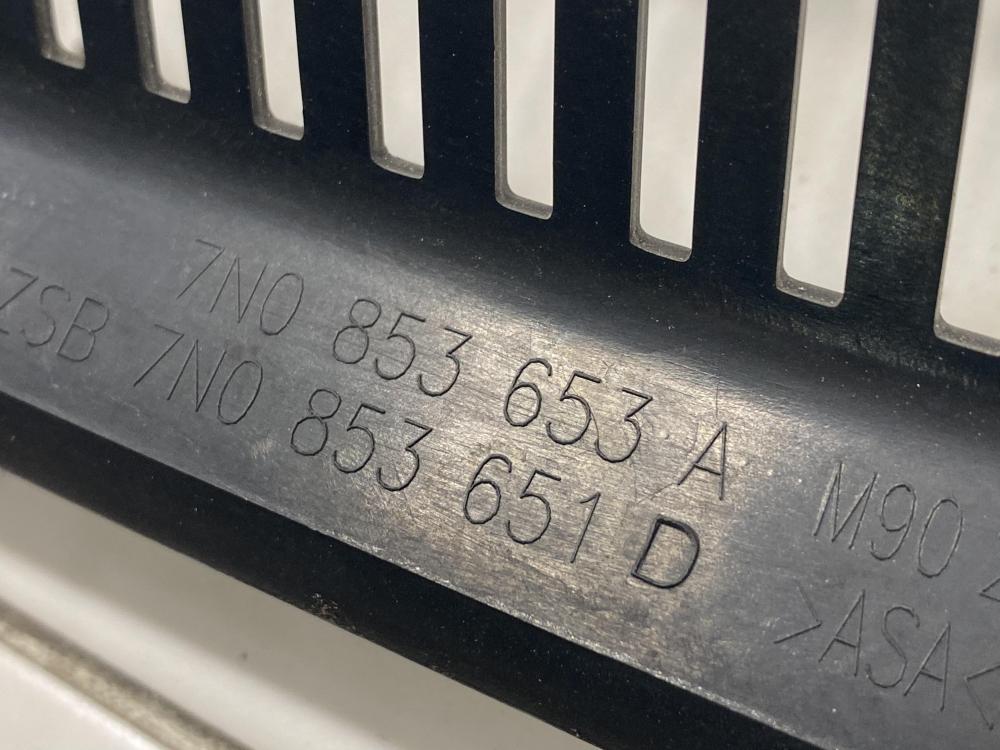 7N0 853 653 A
ZSB 7N0 853 651 D
M90
>ASA<